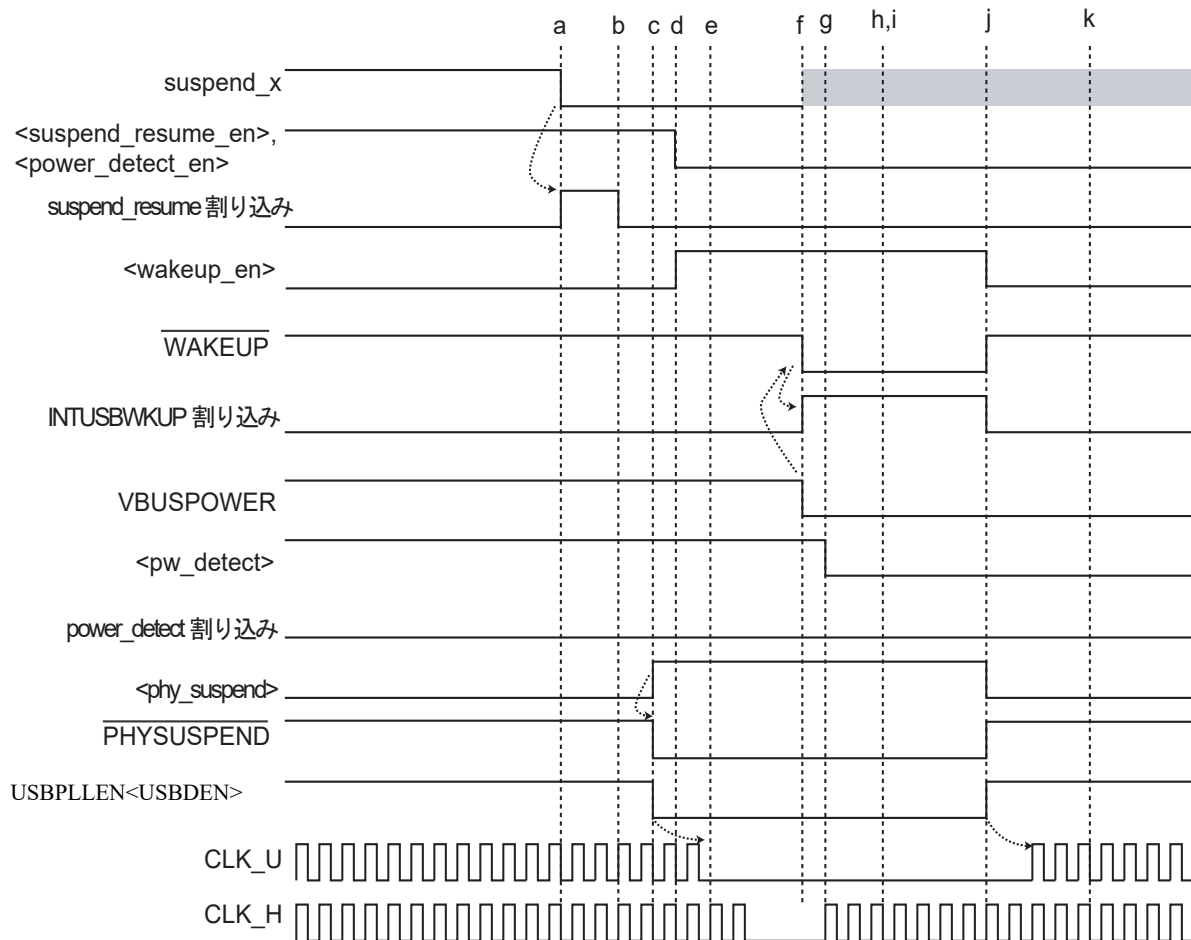 a b c d e f g h,i j k
suspend_x
<suspend_resume_en>,
<power_detect_en>
suspend_resume 割り込み
<wakeup_en>
WAKEUP
INTUSBWKUP 割り込み
VBUSPOWER
<pw_detect>
power_detect 割り込み
<phy_suspend>
PHYSUSPEND
USBPLLEN<USBDEN>
CLK_U
CLK_H